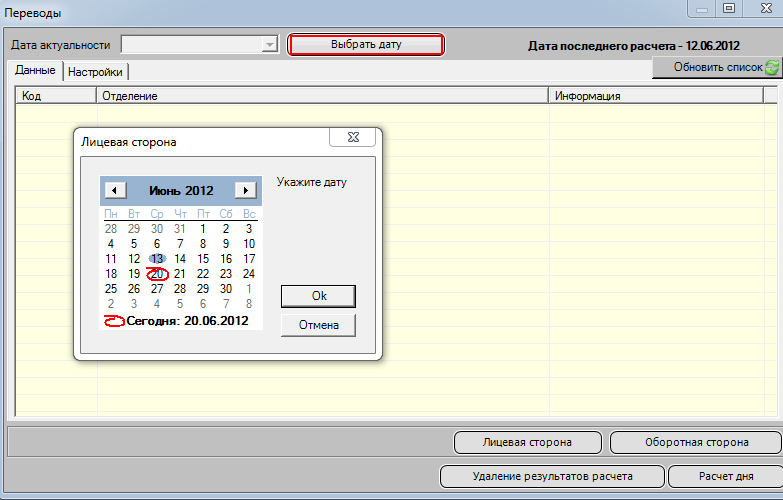 Переводы
Дата актуальности
Выбрать дату
Дата последнего расчета - 12.06.2012
Данные
Настройки
Обновить список
Код Отделение Информация
Лицевая сторона
Июнь 2012
Укажите дату
Пн Вт Ср Чт Пт Сб Вс
28 29 30 31 1 2 3
4 5 6 7 8 9 10
11 12 13 14 15 16 17
18 19 20 21 22 23 24
25 26 27 28 29 30 1
2 3 4 5 6 7 8
Сегодня: 20.06.2012
Ok
Отмена
Лицевая сторона
Оборотная сторона
Удаление результатов расчета
Расчет дня